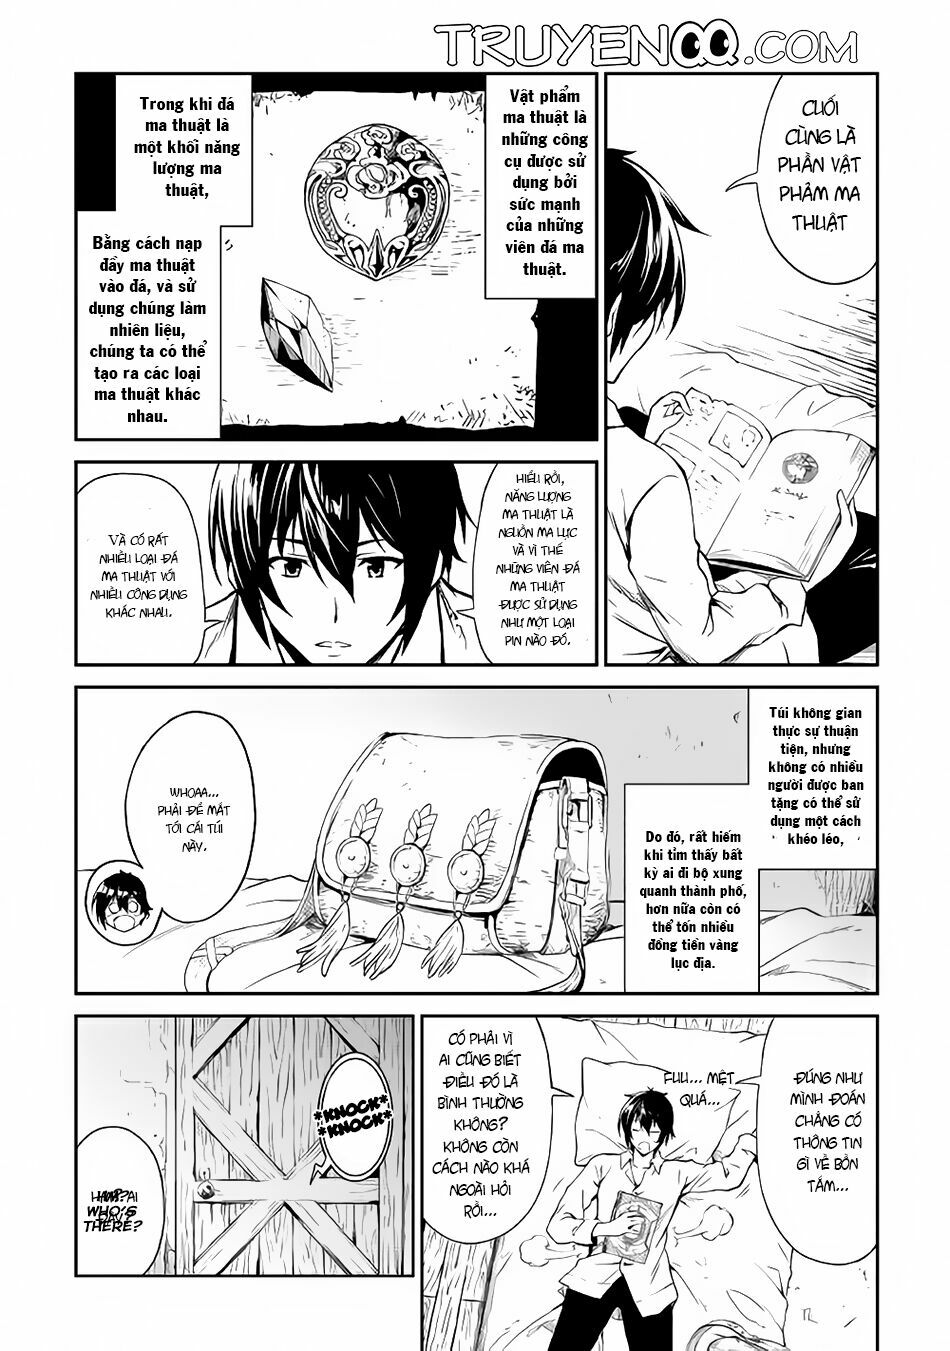 TRUYENQQ.COM
CUỐI
CÙNG LÀ
PHẦN VẬT
PHẨM MA
THUẬT
Vật phẩm
ma thuật là
những công
cụ được sử
dụng bởi
sức mạnh
của những
viên đá ma
thuật.
Trong khi đá
ma thuật là
một khối năng
lượng ma
thuật,
Bằng cách nạp
đầy ma thuật
vào đá, và sử
dụng chúng làm
nhiên liệu,
chúng ta có thể
tạo ra các loại
ma thuật khác
nhau.
HIỂU RỒI,
NĂNG LƯỢNG
MA THUẬT LÀ
NGUỒN MA LỰC
VÀ VÌ THẾ
NHỮNG VIÊN ĐÁ
MA THUẬT
ĐƯỢC SỬ DỤNG
NHƯ MỘT LOẠI
PIN NÀO ĐÓ.
VÀ CÓ RẤT
NHIỀU LOẠI ĐÁ
MA THUẬT VỚI
NHIỀU CÔNG DỤNG
KHÁC NHAU.
Túi không gian
thực sự thuận
tiện, nhưng
không có nhiều
người được ban
tặng có thể sử
dụng một cách
khéo léo,
Do đó, rất hiếm
khi tìm thấy bất
kỳ ai đi bộ xung
quanh thành phố,
hơn nữa còn có
thể tốn nhiều
đồng tiền vàng
lục địa.
WHOAA...
PHẢI ĐỂ MẮT
TỚI CÁI TÚI
NÀY.
ĐÚNG NHƯ
MÌNH ĐOÁN
CHẲNG CÓ
THÔNG TIN
GÌ VỀ BỒN
TẮM...
FUU... MỆT
QUÁ...
CÓ PHẢI VÌ
AI CŨNG BIẾT
ĐIỀU ĐÓ LÀ
BÌNH THƯỜNG
KHÔNG?
KHÔNG CÒN
CÁCH NÀO KHÁ
NGOÀI HỎI
RỒI...
*KNOCK*
*KNOCK*
WHO'S
THERE?